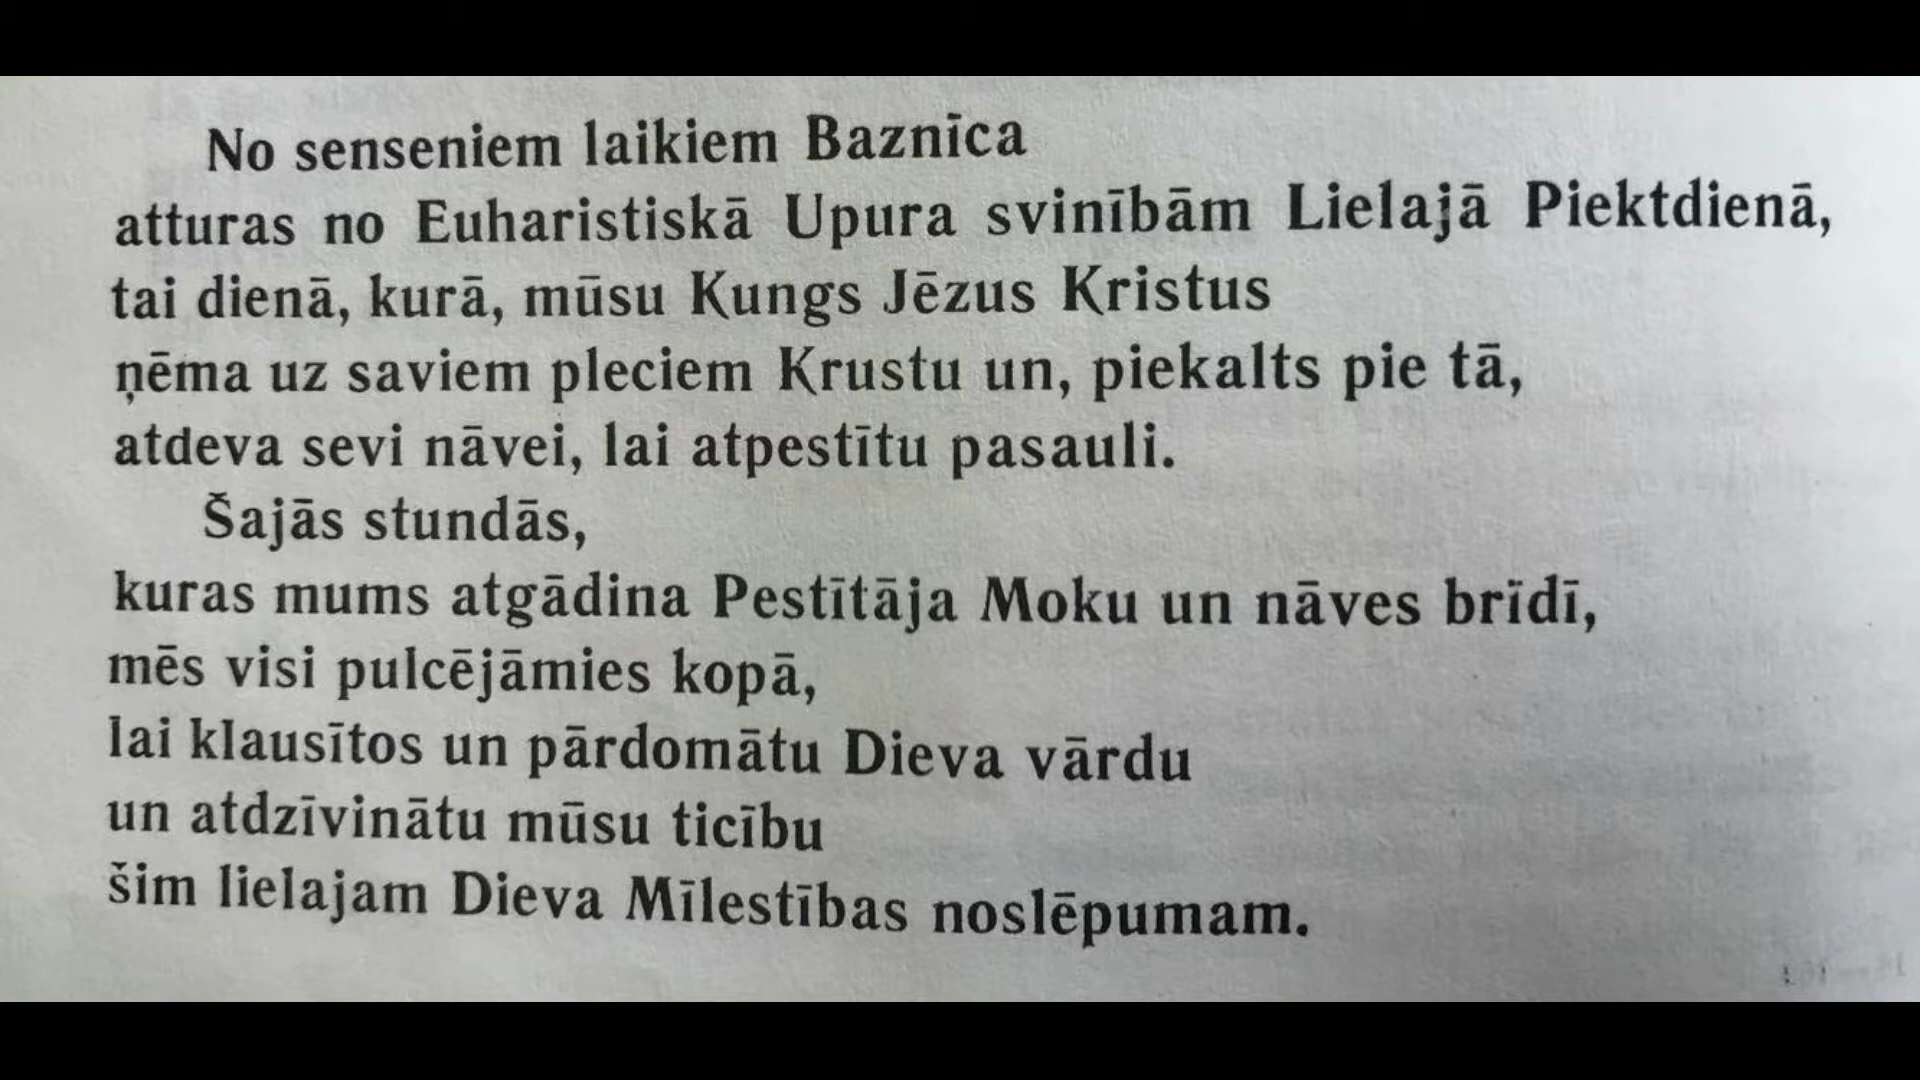 No senseniem laikiem Baznīca
atturas no Euharistiskā Upura svinībām Lielajā Piektdienā,
tai dienā, kurā, mūsu Kungs Jēzus Kristus
ņēma uz saviem pleciem Krustu un, piekalts pie tā,
atdeva sevi nāvei, lai atpestītu pasauli.
Šajās stundās,
kuras mums atgādina Pestītāja Moku un nāves brīdī,
mēs visi pulcējāmies kopā,
lai klausītos un pārdomātu Dieva vārdu
un atdzīvinātu mūsu ticību
šim lielajam Dieva Mīlestības noslēpumam.